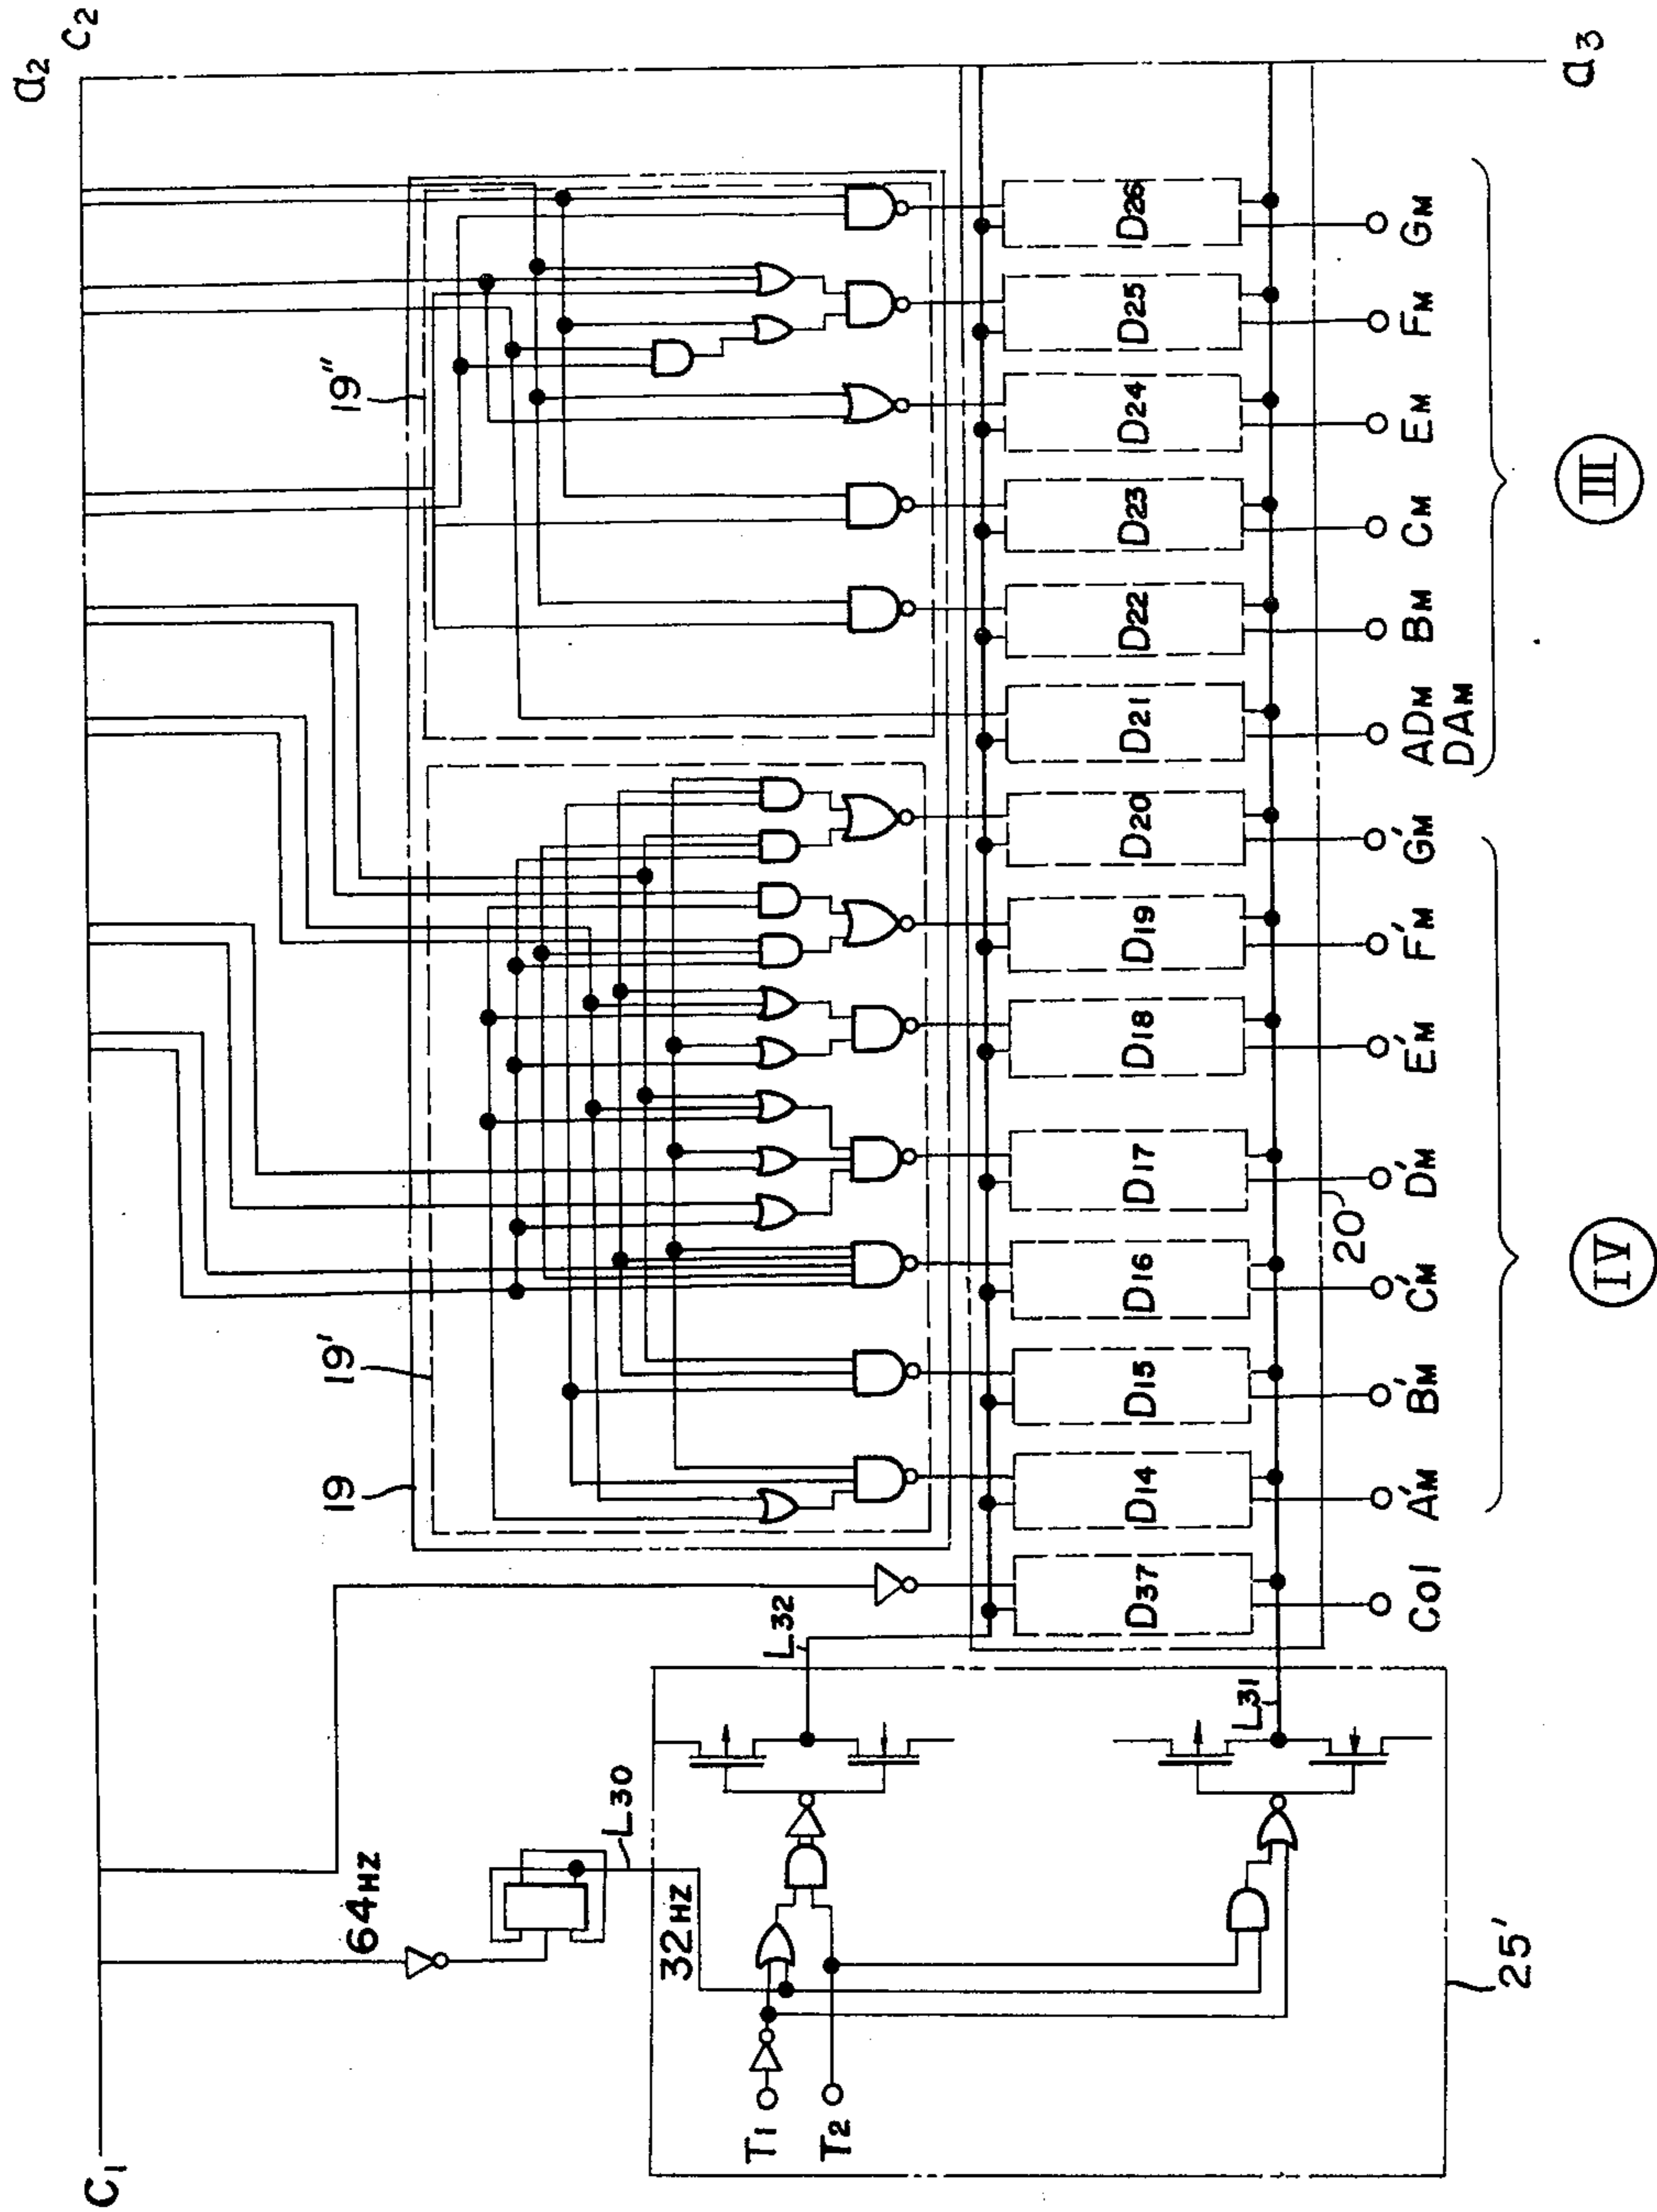 C1
a2
C2
64HZ
L30
32HZ
T1
T2
25'
L32
L31
19
19'
19"
D37
D14
D15
D16
D17
D18
D19
D20
D21
D22
D23
D24
D25
D26
20
Col
A'M
B'M
C'M
D'M
E'M
F'M
G'M
ADM
DAM
BM
CM
EM
FM
GM
IV
III
a3